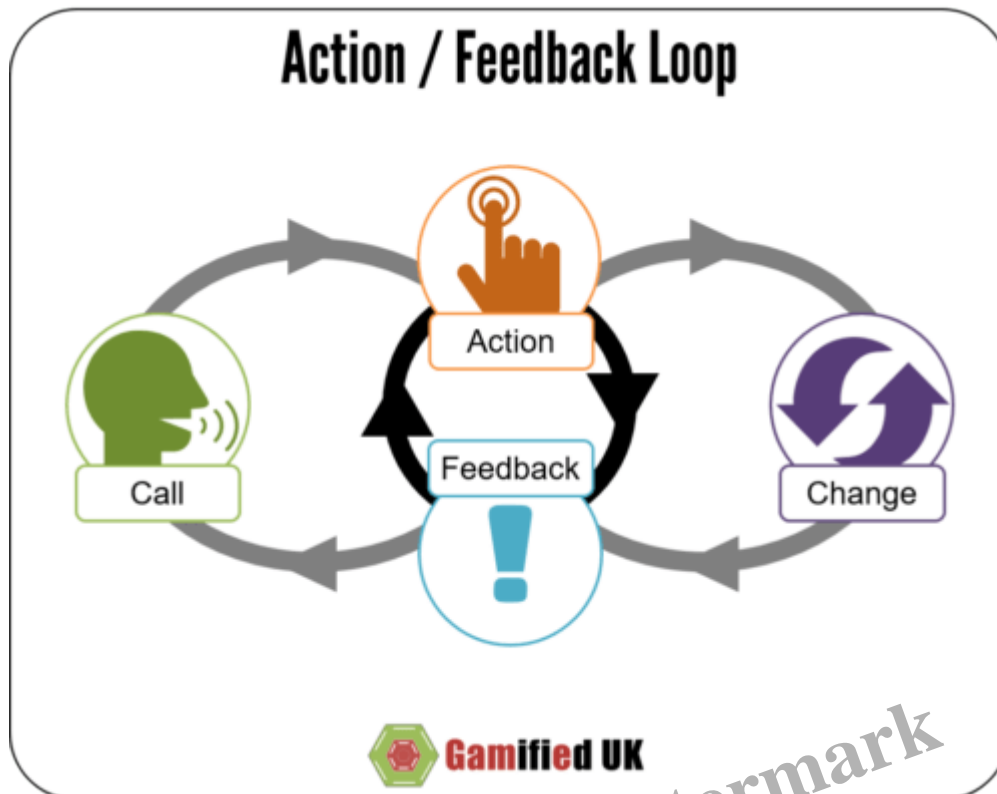 Action / Feedback Loop
Action
Feedback
Call
Change
Gamified UK